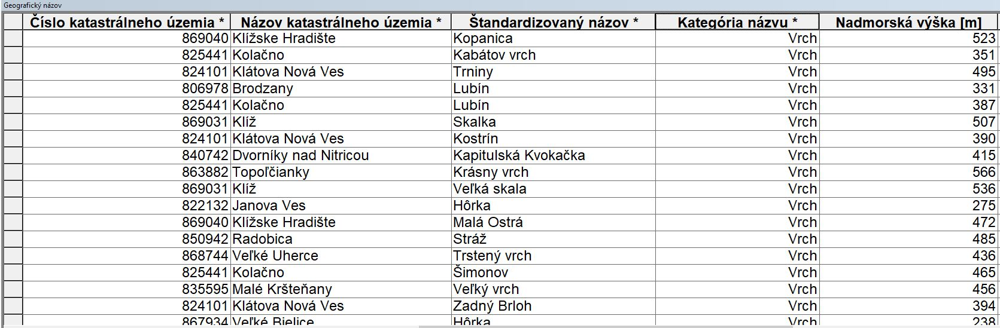 Geografický názov
Číslo katastrálneho územia * Názov katastrálneho územia * Štandardizovaný názov * Kategória názvu * Nadmorská výška [m]
869040 Klížske Hradište Kopanica Vrch 523
825441 Kolačno Kabátov vrch Vrch 351
824101 Klátova Nová Ves Trniny Vrch 495
806978 Brodzany Lubín Vrch 331
825441 Kolačno Lubín Vrch 387
869031 Klíž Skalka Vrch 507
824101 Klátova Nová Ves Kostrín Vrch 390
840742 Dvorníky nad Nitricou Kapitulská Kvokačka Vrch 415
863882 Topoľčianky Krásny vrch Vrch 566
869031 Klíž Veľká skala Vrch 536
822132 Janova Ves Hôrka Vrch 275
869040 Klížske Hradište Malá Ostrá Vrch 472
850942 Radobica Stráž Vrch 485
868744 Veľké Uherce Trstený vrch Vrch 436
825441 Kolačno Šimonov Vrch 465
835595 Malé Kršteňany Veľký vrch Vrch 456
824101 Klátova Nová Ves Zadný Brloh Vrch 394
867934 Veľké Bielice Hôrka Vrch 238